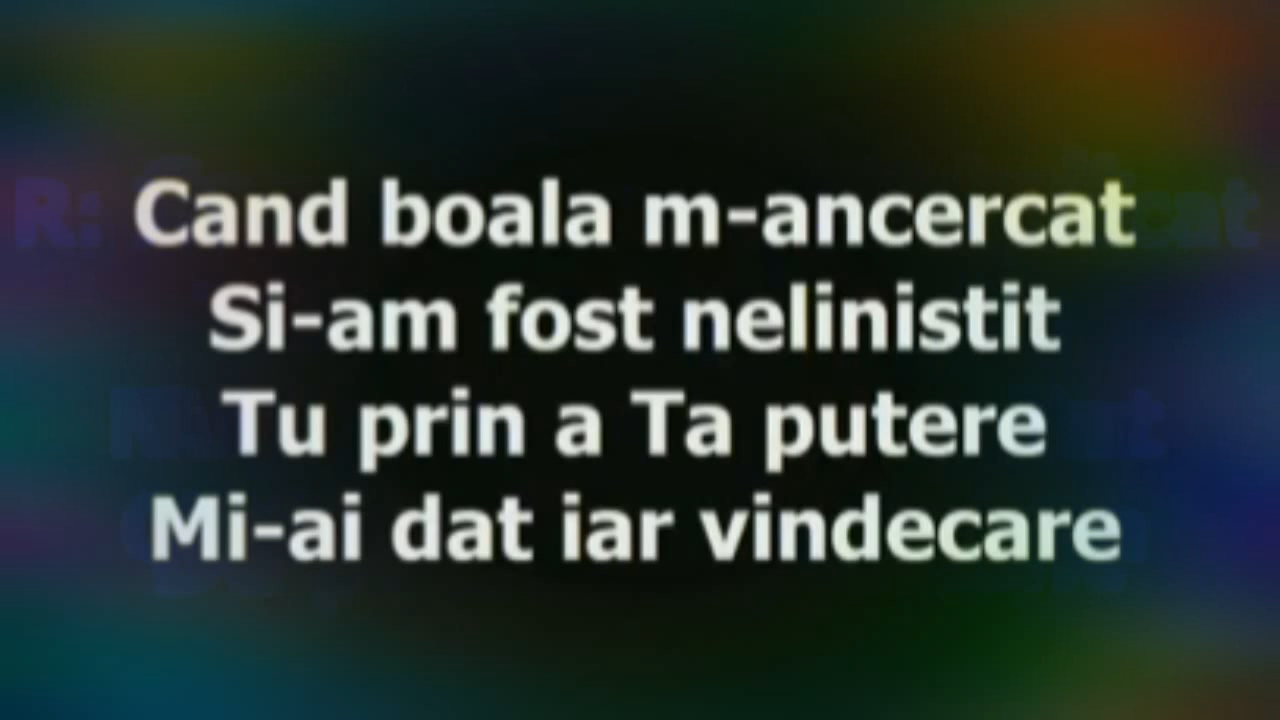 Cand boala m-ancercat
Si-am fost nelinistit
Tu prin a Ta putere
Mi-ai dat iar vindecare